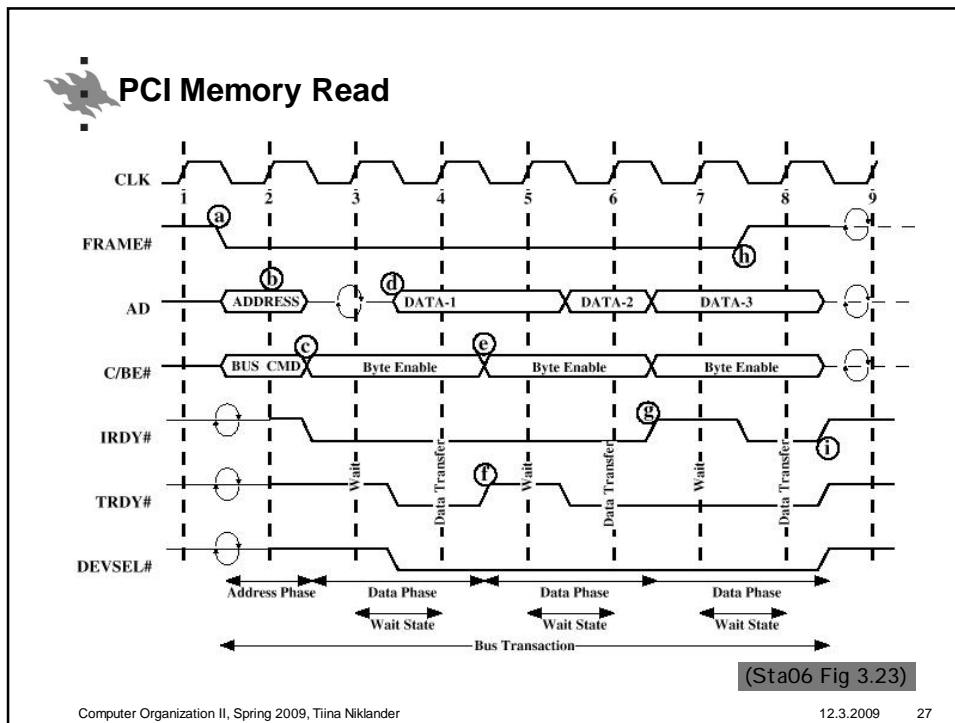 PCI Memory Read
CLK
1 2 3 4 5 6 7 8 9
a
FRAME#
h
b d
AD ADDRESS DATA-1 DATA-2 DATA-3
c e
C/BE# BUS CMD Byte Enable Byte Enable Byte Enable
g
IRDY#
i
Wait Data Transfer Wait Data Transfer Wait Data Transfer
f
TRDY#
DEVSEL#
Address Phase Data Phase Data Phase Data Phase
Wait State Wait State Wait State
Bus Transaction
(Sta06 Fig 3.23)
Computer Organization II, Spring 2009, Tiina Niklander 12.3.2009 27